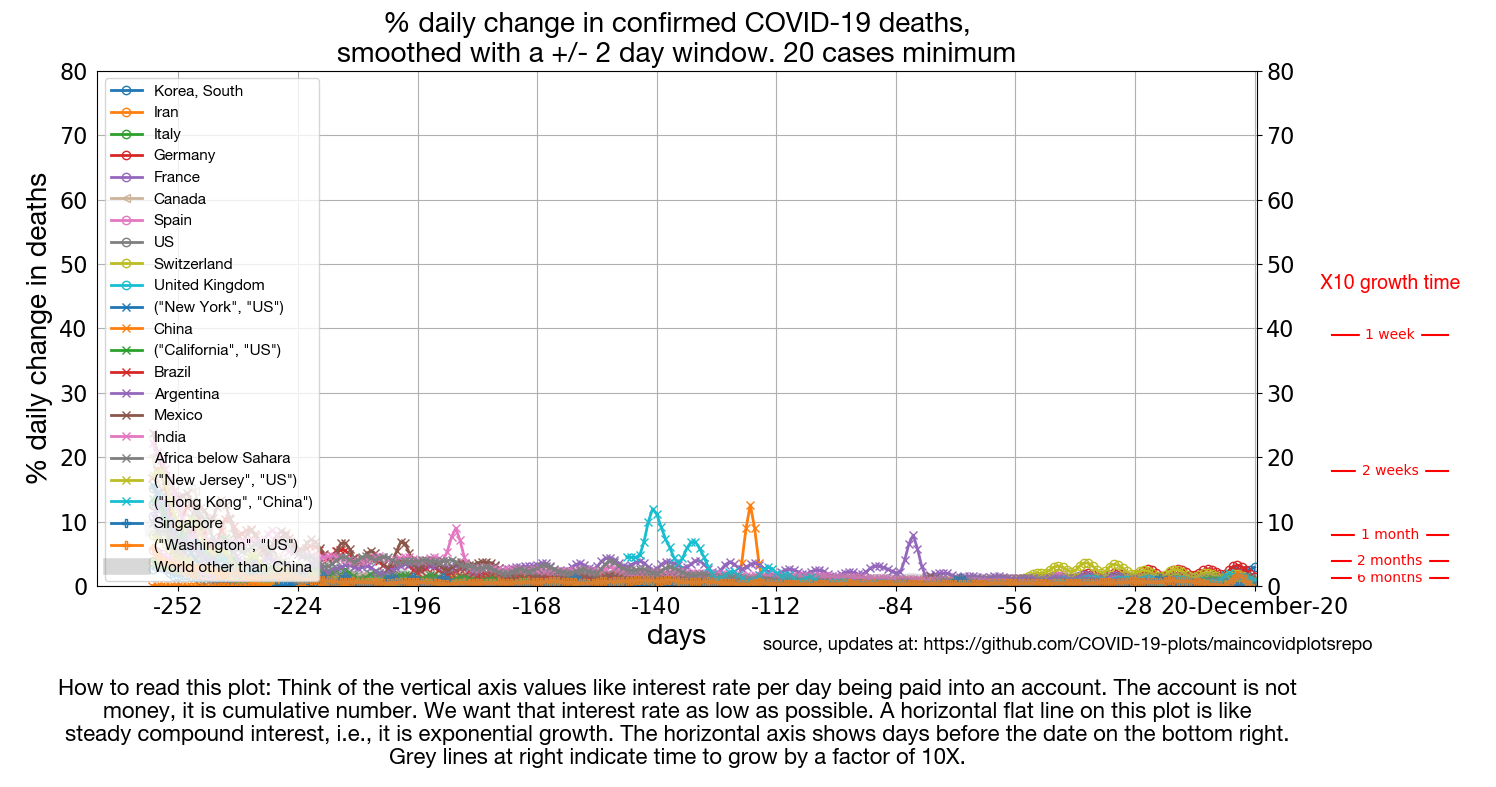 % daily change in confirmed COVID-19 deaths,
smoothed with a +/- 2 day window. 20 cases minimum
% daily change in deaths
80
70
60
50
40
30
20
10
0
Korea, South
Iran
Italy
Germany
France
Canada
Spain
US
Switzerland
United Kingdom
("New York", "US")
China
("California", "US")
Brazil
Argentina
Mexico
India
Africa below Sahara
("New Jersey", "US")
("Hong Kong", "China")
Singapore
("Washington", "US")
World other than China
80
70
60
50
40
30
20
10
0
X10 growth time
1 week
2 weeks
1 month
2 months
6 months
-252 -224 -196 -168 -140 -112 -84 -56 -28 20-December-20
days
source, updates at: https://github.com/COVID-19-plots/maincovidplotsrepo
How to read this plot: Think of the vertical axis values like interest rate per day being paid into an account. The account is not
money, it is cumulative number. We want that interest rate as low as possible. A horizontal flat line on this plot is like
steady compound interest, i.e., it is exponential growth. The horizontal axis shows days before the date on the bottom right.
Grey lines at right indicate time to grow by a factor of 10X.